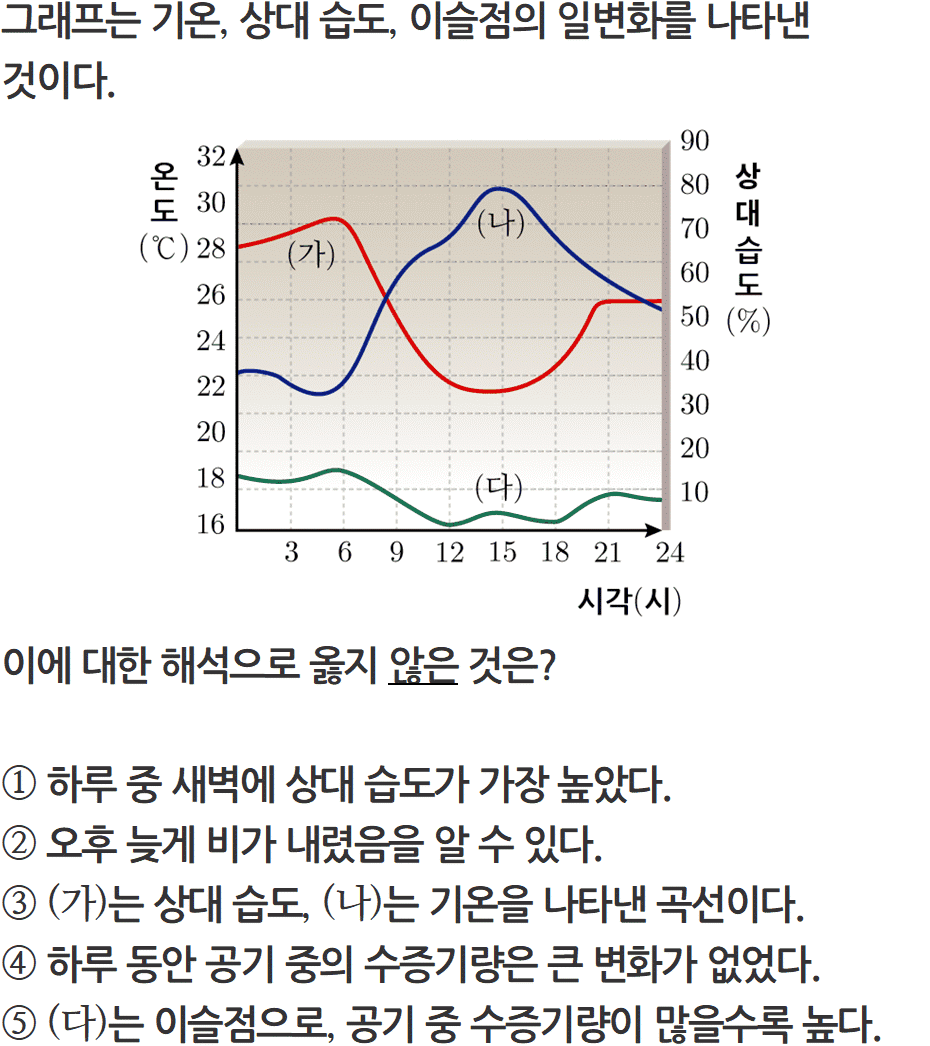 그래프는 기온, 상대 습도, 이슬점의 일변화를 나타낸
것이다.
온도(℃)
32
30
28
26
24
22
20
18
16
상대습도(%)
90
80
70
60
50
40
30
20
10
(가)
(나)
(다)
3 6 9 12 15 18 21 24
시각(시)
이에 대한 해석으로 옳지 않은 것은?
① 하루 중 새벽에 상대 습도가 가장 높았다.
② 오후 늦게 비가 내렸음을 알 수 있다.
③ (가)는 상대 습도, (나)는 기온을 나타낸 곡선이다.
④ 하루 동안 공기 중의 수증기량은 큰 변화가 없었다.
⑤ (다)는 이슬점으로, 공기 중 수증기량이 많을수록 높다.